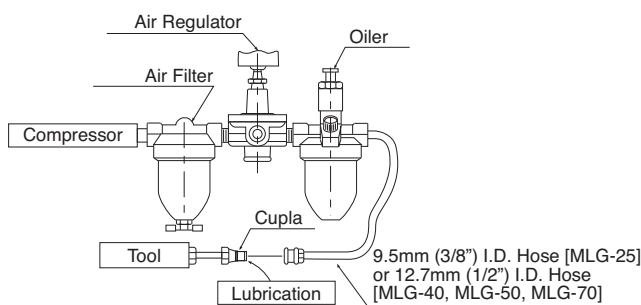 Air Regulator
Oiler
Air Filter
Compressor
Cupla
Tool
Lubrication
9.5mm (3/8”) I.D. Hose [MLG-25]
or 12.7mm (1/2”) I.D. Hose
[MLG-40, MLG-50, MLG-70]